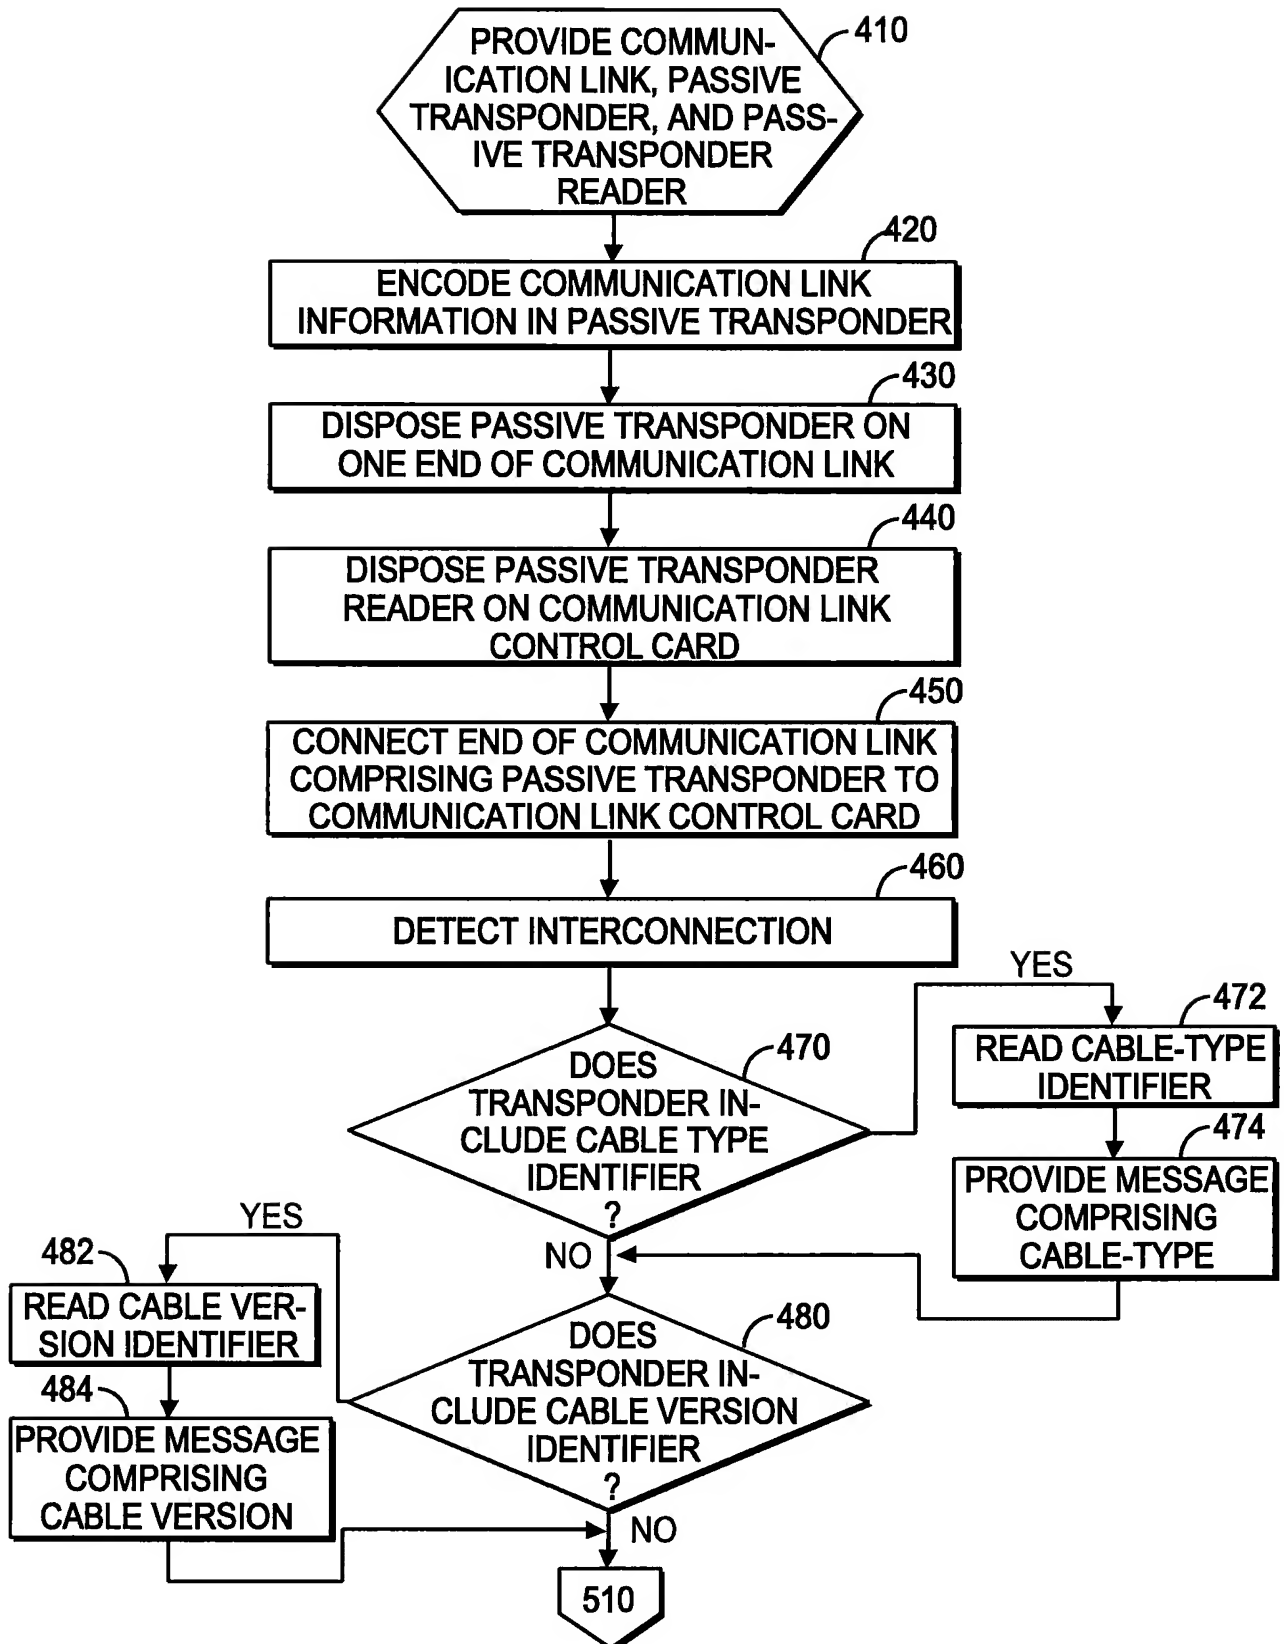 410
PROVIDE COMMUN-
ICATION LINK, PASSIVE
TRANSPONDER, AND PASS-
IVE TRANSPONDER
READER
420
ENCODE COMMUNICATION LINK
INFORMATION IN PASSIVE TRANSPONDER
430
DISPOSE PASSIVE TRANSPONDER ON
ONE END OF COMMUNICATION LINK
440
DISPOSE PASSIVE TRANSPONDER
READER ON COMMUNICATION LINK
CONTROL CARD
450
CONNECT END OF COMMUNICATION LINK
COMPRISING PASSIVE TRANSPONDER TO
COMMUNICATION LINK CONTROL CARD
460
DETECT INTERCONNECTION
470
DOES
TRANSPONDER IN-
CLUDE CABLE TYPE
IDENTIFIER
?
YES
472
READ CABLE-TYPE
IDENTIFIER
474
PROVIDE MESSAGE
COMPRISING
CABLE-TYPE
NO
480
DOES
TRANSPONDER IN-
CLUDE CABLE VERSION
IDENTIFIER
?
YES
482
READ CABLE VER-
SION IDENTIFIER
484
PROVIDE MESSAGE
COMPRISING
CABLE VERSION
NO
510